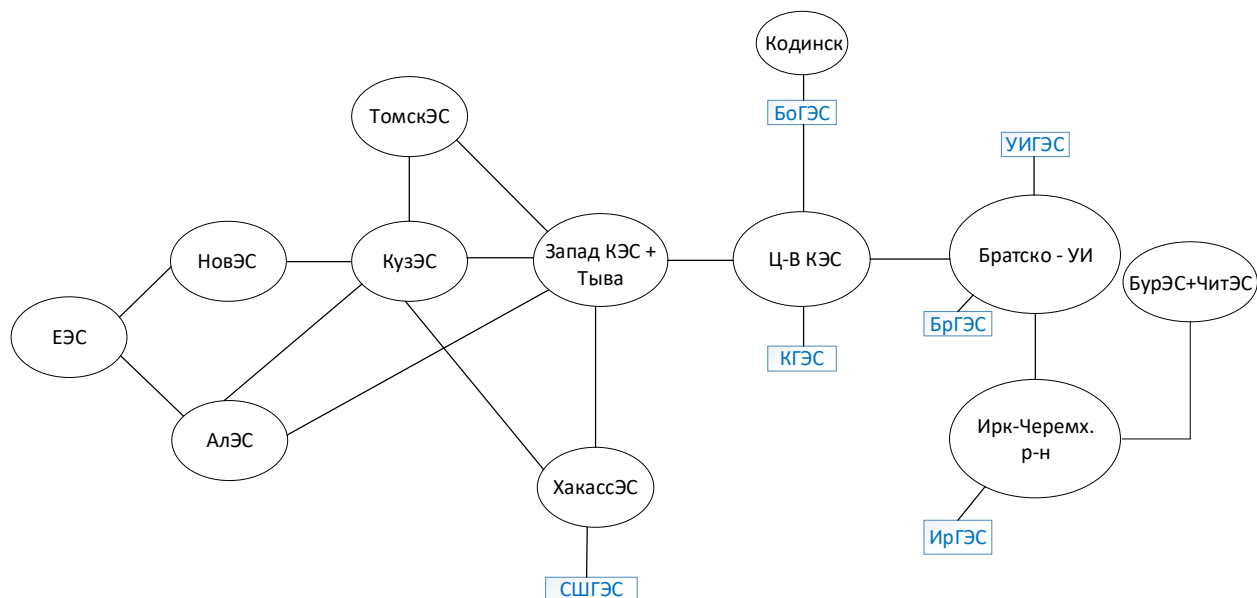 Кодинск
БоГЭС
ТомскЭС
УИГЭС
НовЭС
КузЭС
Запад КЭС +
Тыва
Ц-В КЭС
Братско - УИ
БурЭС+ЧитЭС
ЕЭС
БрГЭС
КГЭС
АлЭС
Ирк-Черемх.
р-н
ХакассЭС
ИрГЭС
СШГЭС